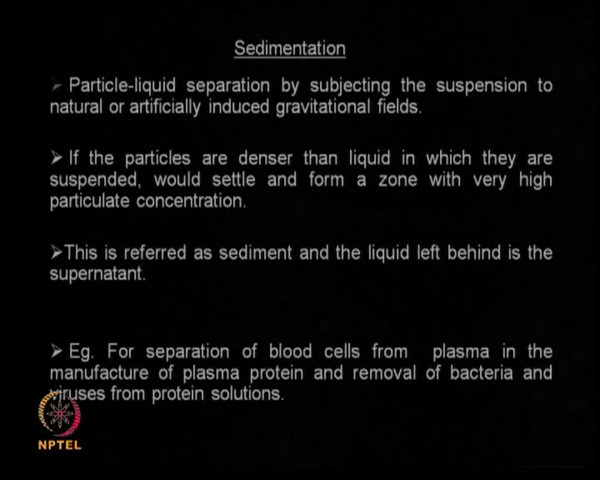 Sedimentation
➢ Particle-liquid separation by subjecting the suspension to
natural or artificially induced gravitational fields.
➢ If the particles are denser than liquid in which they are
suspended, would settle and form a zone with very high
particulate concentration.
➢This is referred as sediment and the liquid left behind is the
supernatant.
➢ Eg. For separation of blood cells from plasma in the
manufacture of plasma protein and removal of bacteria and
viruses from protein solutions.
NPTEL